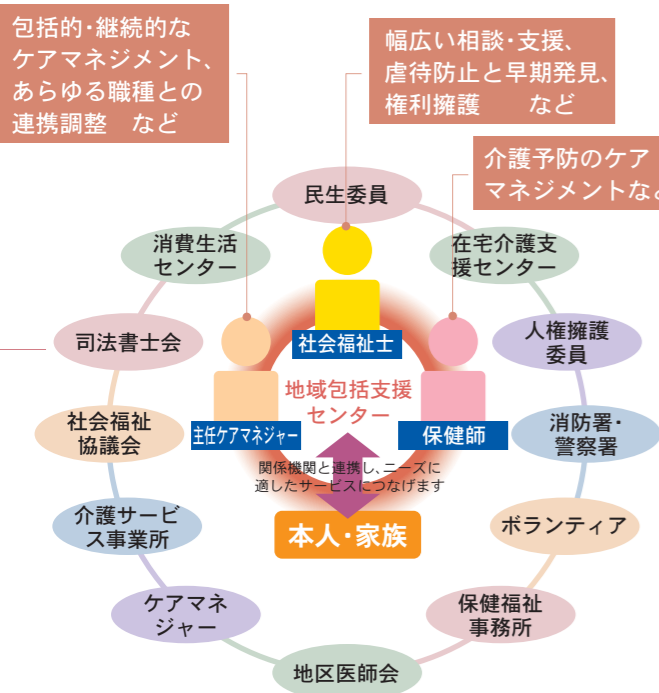 包括的・継続的な
ケアマネジメント、
あらゆる職種との
連携調整　など
幅広い相談・支援、
虐待防止と早期発見、
権利擁護　など
介護予防のケア
マネジメントなど
民生委員
消費生活
センター
在宅介護支
援センター
司法書士会
人権擁護
委員
社会福祉士
地域包括支援
センター
社会福祉
協議会
主任ケアマネジャー
保健師
消防署・
警察署
関係機関と連携し、ニーズに
適したサービスにつなげます
介護サービ
ス事業所
本人・家族
ボランティア
ケアマネ
ジャー
保健福祉
事務所
地区医師会